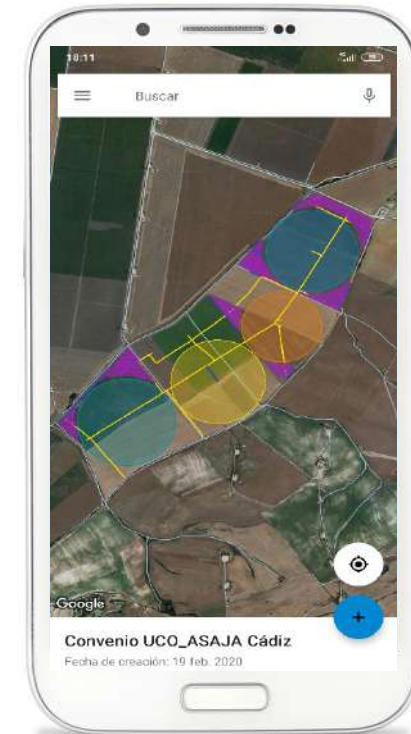 18:11
Buscar
Google
Convenio UCO_ASAJA Cádiz
Fecha de creación: 19 feb. 2020